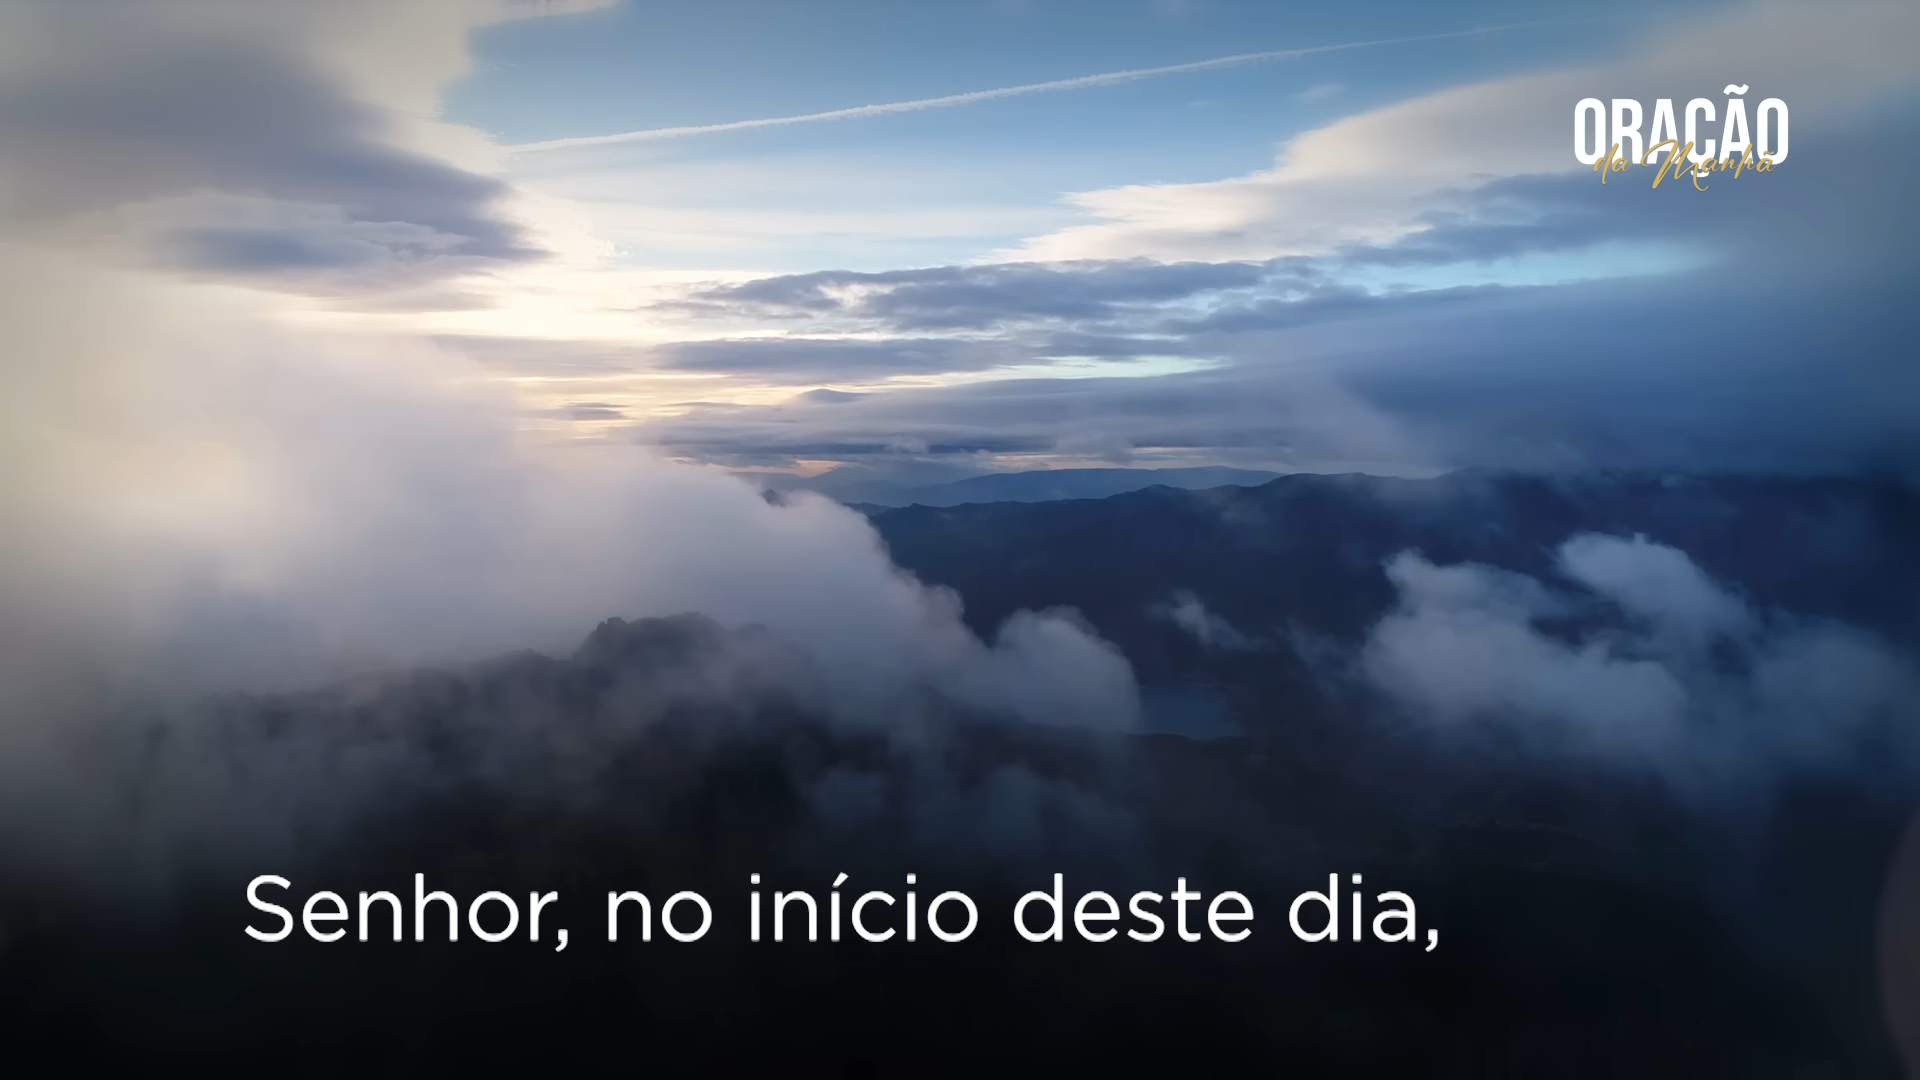 ORAÇÃO
da Manhã
Senhor, no início deste dia,